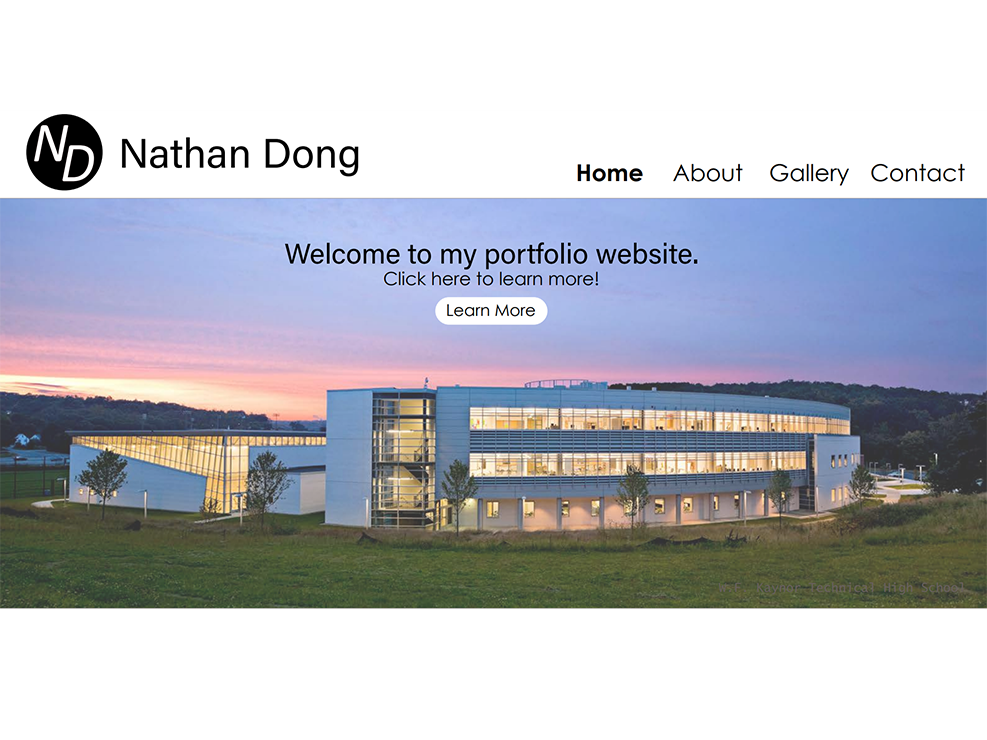 ND
Nathan Dong
Home About Gallery Contact
Welcome to my portfolio website.
Click here to learn more!
Learn More
Technical High School